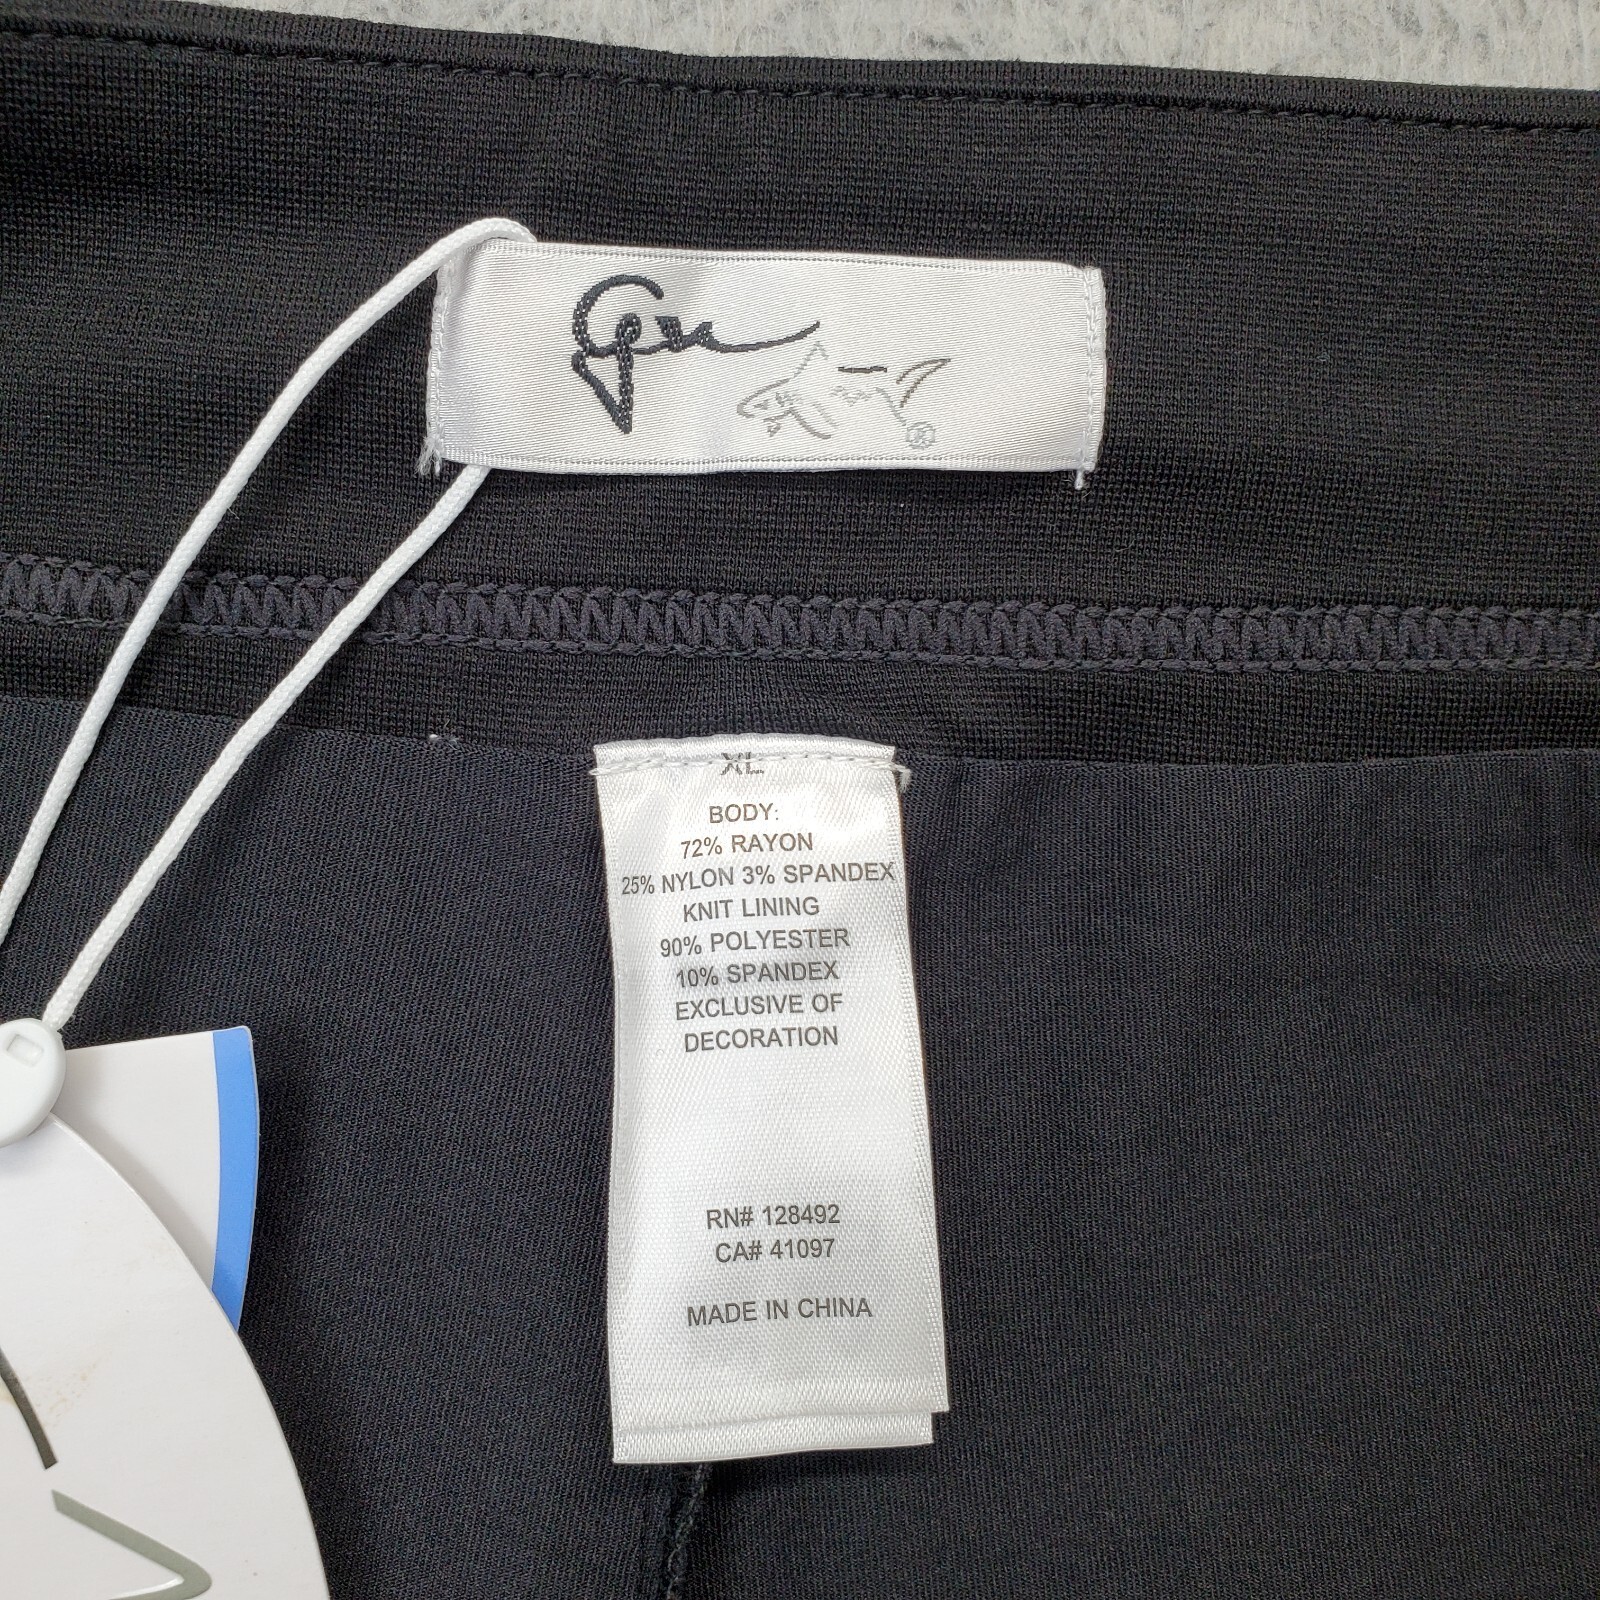 ®
XL
BODY:
72% RAYON
25% NYLON 3% SPANDEX
KNIT LINING
90% POLYESTER
10% SPANDEX
EXCLUSIVE OF
DECORATION
RN# 128492
CA# 41097
MADE IN CHINA